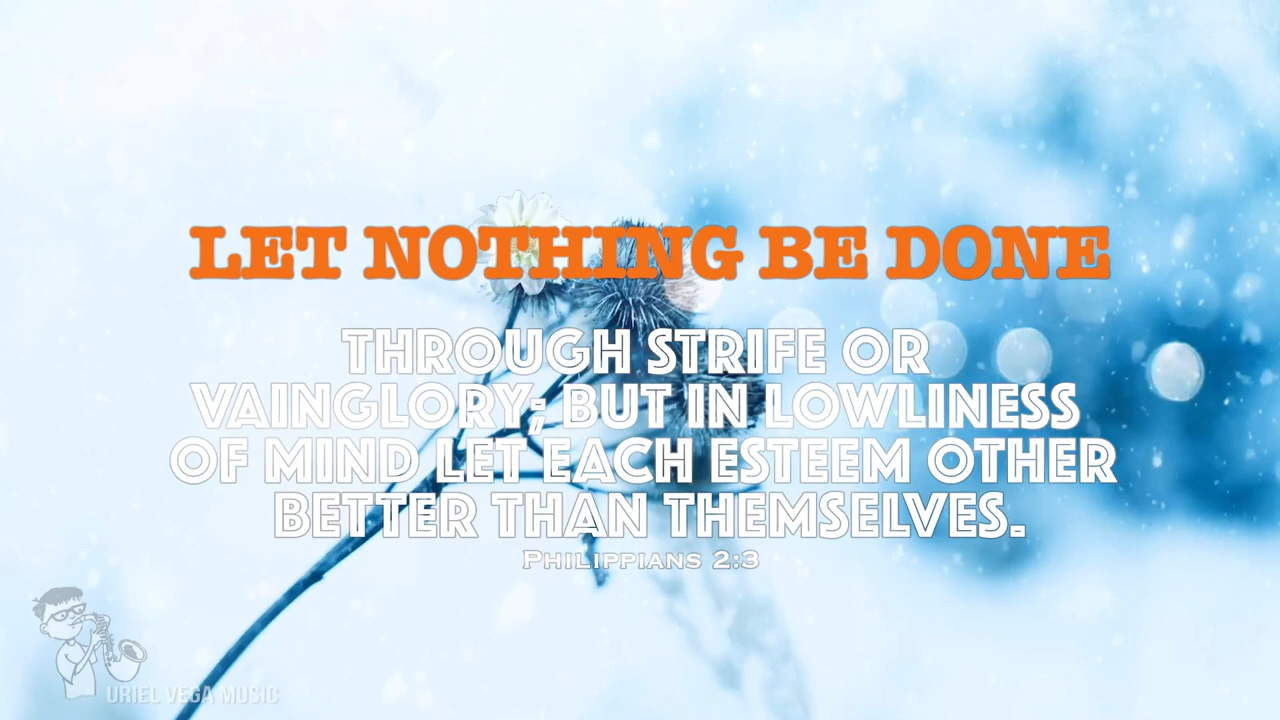 LET NOTHING BE DONE
THROUGH STRIFE OR
VAINGLORY; BUT IN LOWLINESS
OF MIND LET EACH ESTEEM OTHER
BETTER THAN THEMSELVES.
PHILIPPIANS 2:3
URIEL VEGA MUSIC